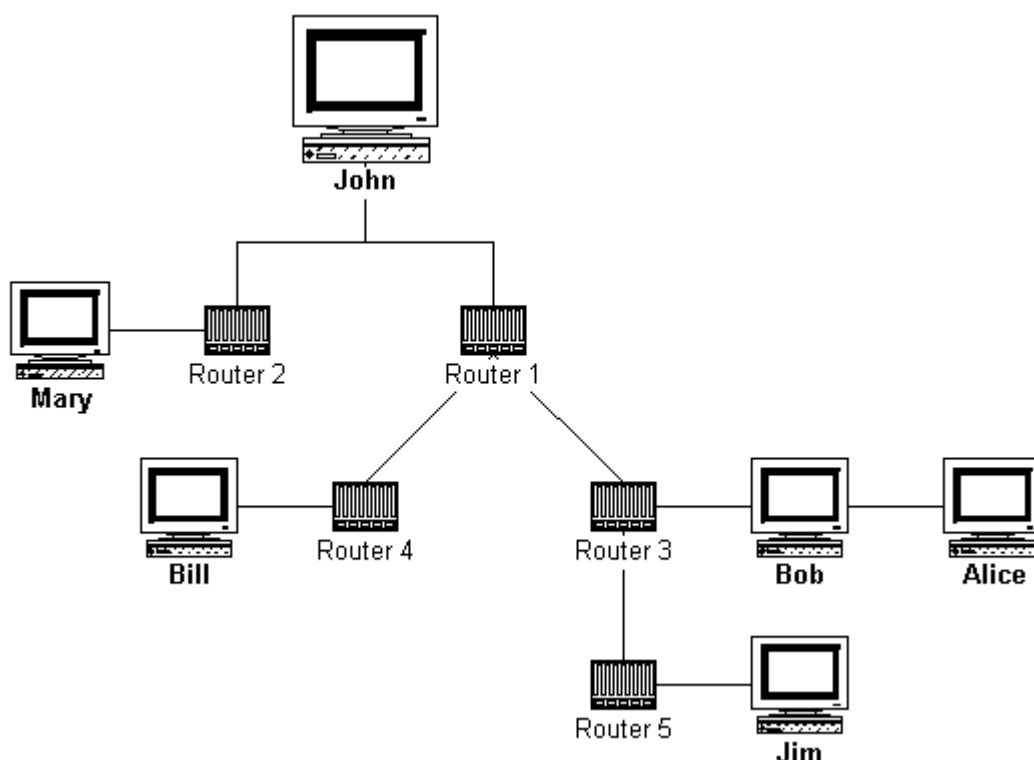 John
Router 2
Router 1
Mary
Bill
Router 4
Router 3
Bob
Alice
Router 5
Jim